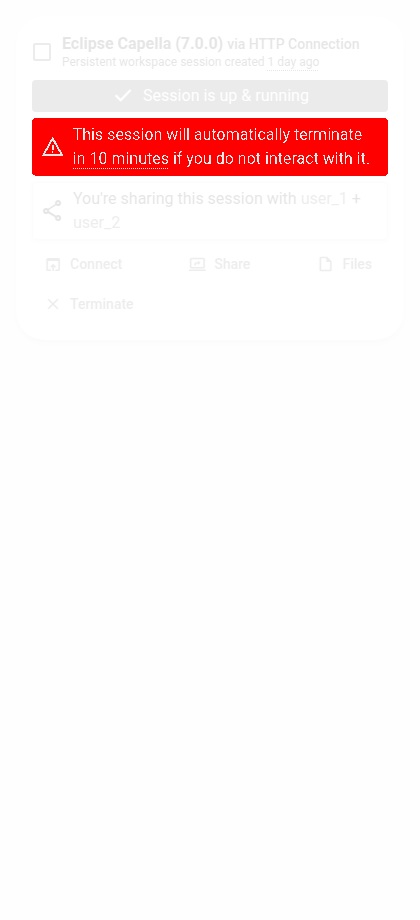 Eclipse Capella (7.0.0) via HTTP Connection
Persistent workspace session created 1 day ago
Session is up & running
This session will automatically terminate
in 10 minutes if you do not interact with it.
You're sharing this session with user_1 +
user_2
Connect Share Files
Terminate